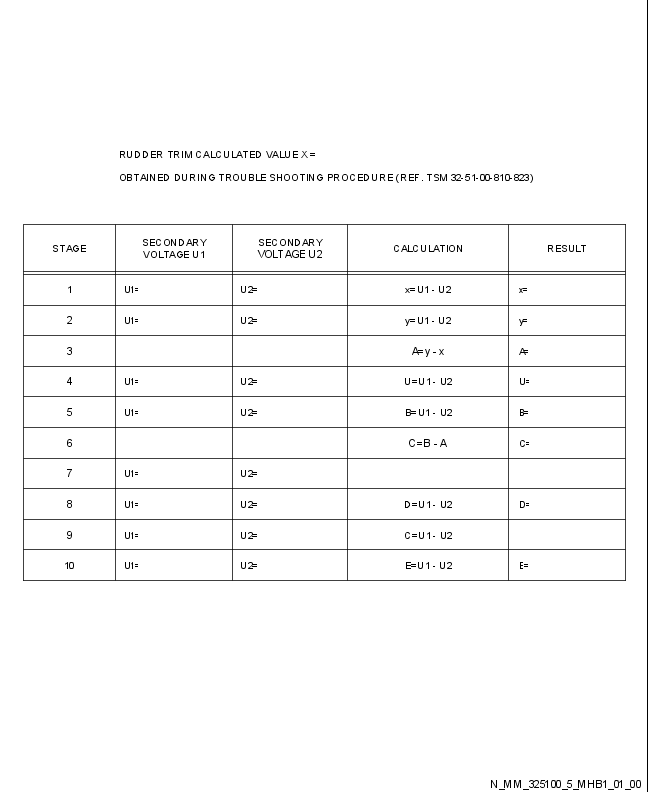 RUDDER TRIM CALCULATED VALUE X =
OBTAINED DURING TROUBLE SHOOTING PROCEDURE (REF. TSM 32-51-00-810-823)
STAGE SECONDARY VOLTAGE U1 SECONDARY VOLTAGE U2 CALCULATION RESULT
1 U1= U2= x=U1 - U2 x=
2 U1= U2= y=U1 - U2 y=
3 A=y - x A=
4 U1= U2= U=U1 - U2 U=
5 U1= U2= B=U1 - U2 B=
6 C=B - A C=
7 U1= U2=
8 U1= U2= D=U1 - U2 D=
9 U1= U2= C=U1 - U2
10 U1= U2= E=U1 - U2 E=
N_MM_325100_5_MHB1_01_00